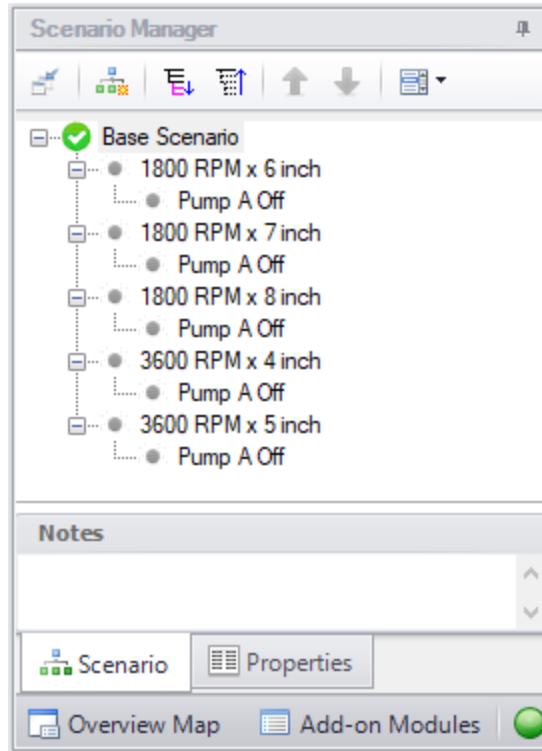 Scenario Manager
Base Scenario
1800 RPM x 6 inch
Pump A Off
1800 RPM x 7 inch
Pump A Off
1800 RPM x 8 inch
Pump A Off
3600 RPM x 4 inch
Pump A Off
3600 RPM x 5 inch
Pump A Off
Notes
Scenario Properties
Overview Map Add-on Modules